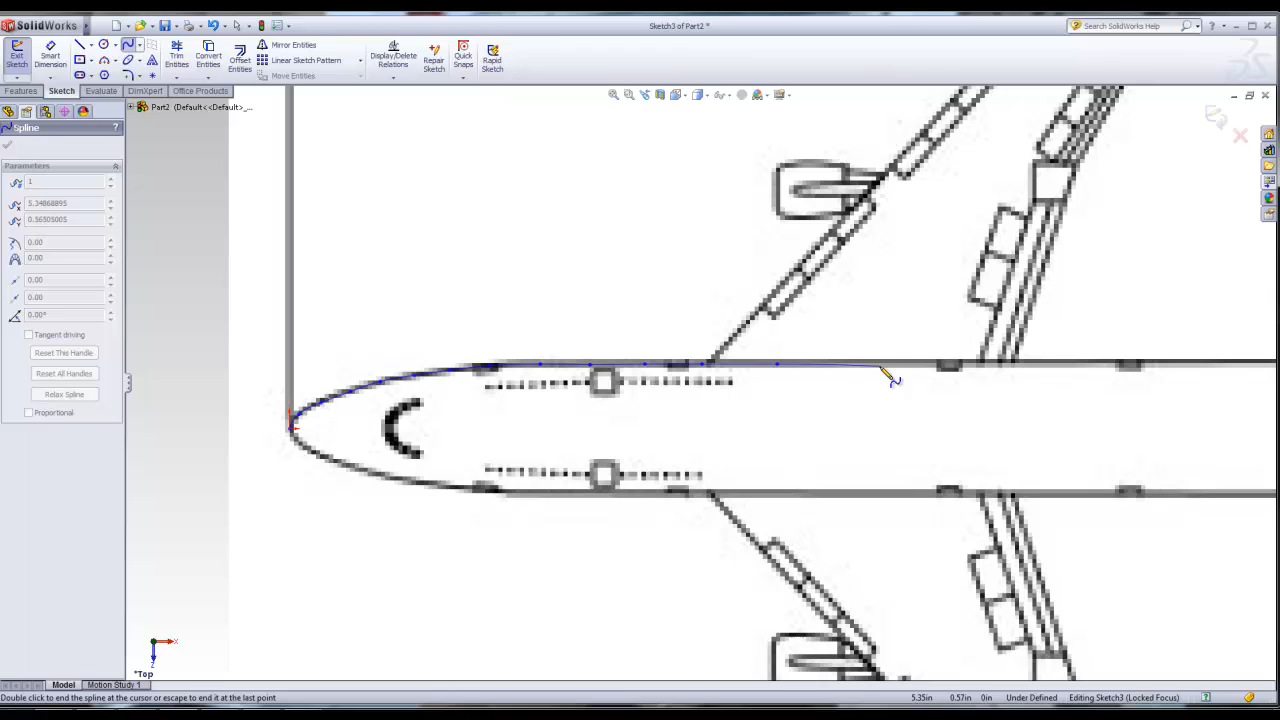 SolidWorks
Sketch3 of Part2 *
Search SolidWorks Help
Exit Sketch
Smart Dimension
Trim Entities
Convert Entities
Offset Entities
Mirror Entities
Linear Sketch Pattern
Move Entities
Display/Delete Relations
Repair Sketch
Quick Snaps
Rapid Sketch
Features Sketch Evaluate DimXpert Office Products
Part2 (Default<<Default>_...
Spline ?
Parameters
1
5.34868895
0.56505005
0.00
0.00
0.00
0.00
0.00°
Tangent driving
Reset This Handle
Reset All Handles
Relax Spline
Proportional
X
Z
*Top
Model Motion Study 1
Double click to end the spline at the cursor or escape to end it at the last point 5.35in 0.57in 0in Under Defined Editing Sketch3 (Locked Focus)